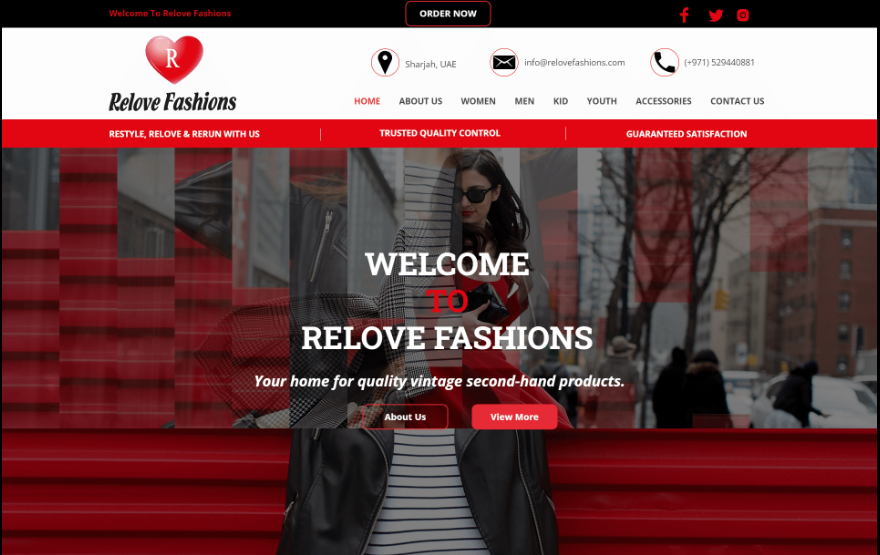 Welcome To Relove Fashions
ORDER NOW
R
Relove Fashions
Sharjah, UAE
info@relovefashions.com
(+971) 529440881
HOME ABOUT US WOMEN MEN KID YOUTH ACCESSORIES CONTACT US
RESTYLE, RELOVE & RERUN WITH US
TRUSTED QUALITY CONTROL
GUARANTEED SATISFACTION
WELCOME
TO
RELOVE FASHIONS
Your home for quality vintage second-hand products.
About Us
View More